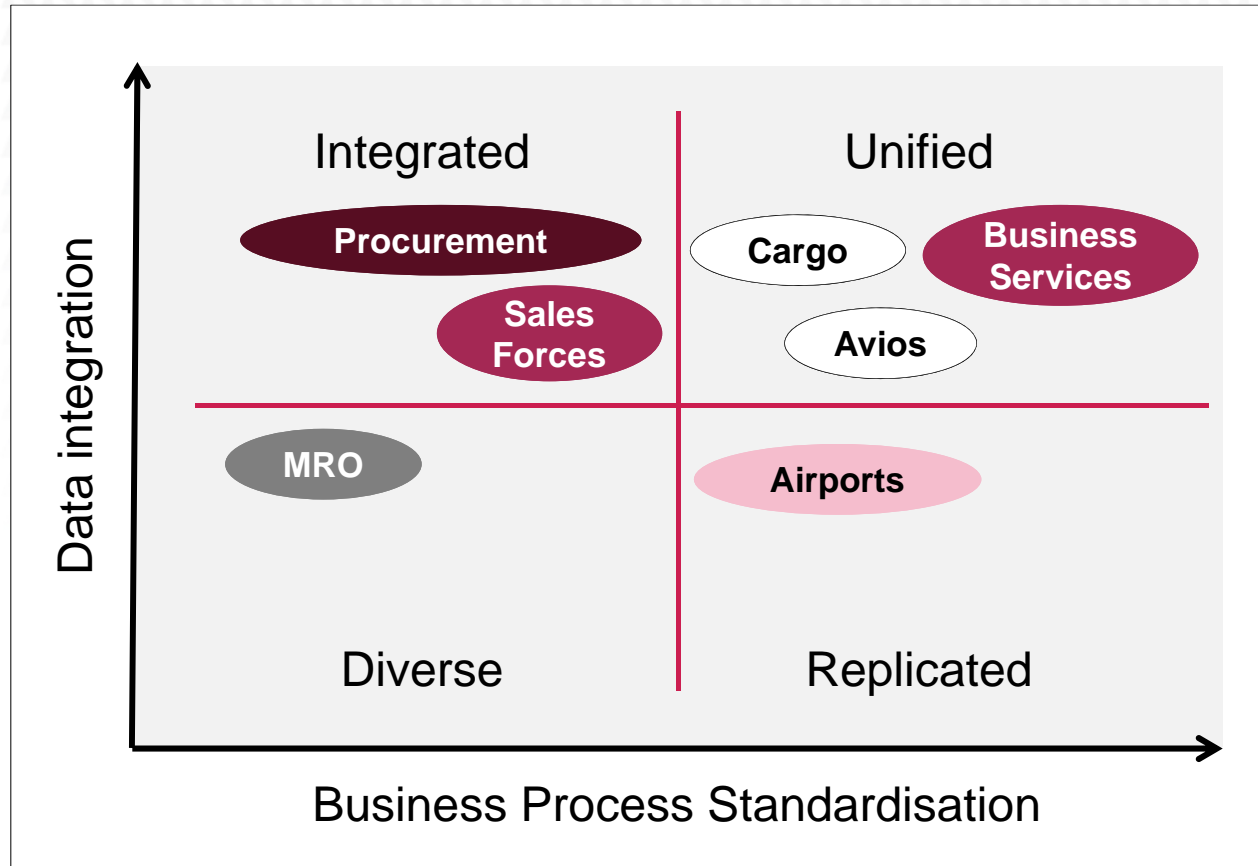 Data integration
Integrated
Unified
Procurement
Cargo
Business
Services
Sales
Forces
Avios
MRO
Airports
Diverse
Replicated
Business Process Standardisation